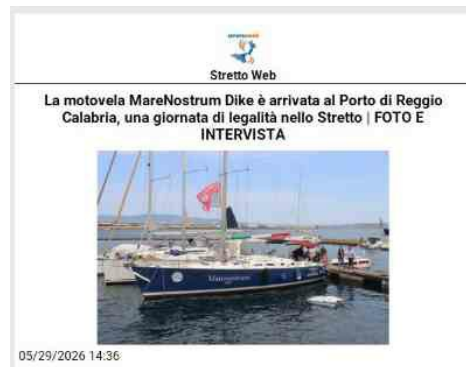 Stretto Web
La motovela MareNostrum Dike è arrivata al Porto di Reggio
Calabria, una giornata di legalità nello Stretto | FOTO E
INTERVISTA
05/29/2026 14:36